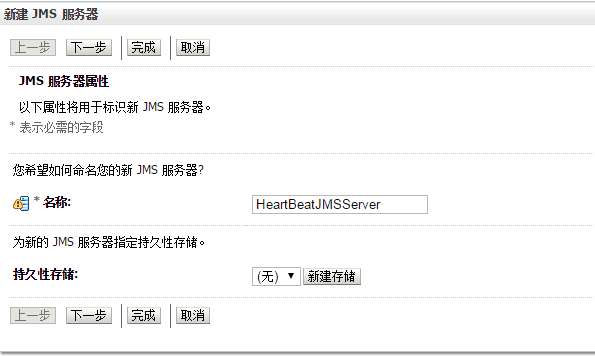 新建 JMS 服务器
上一步 下一步 完成 取消
JMS 服务器属性
以下属性将用于标识新 JMS 服务器。
* 表示必需的字段
您希望如何命名您的新 JMS 服务器?
* 名称: HeartBeatJMSServer
为新的 JMS 服务器指定持久性存储。
持久性存储: (无) 新建存储
上一步 下一步 完成 取消